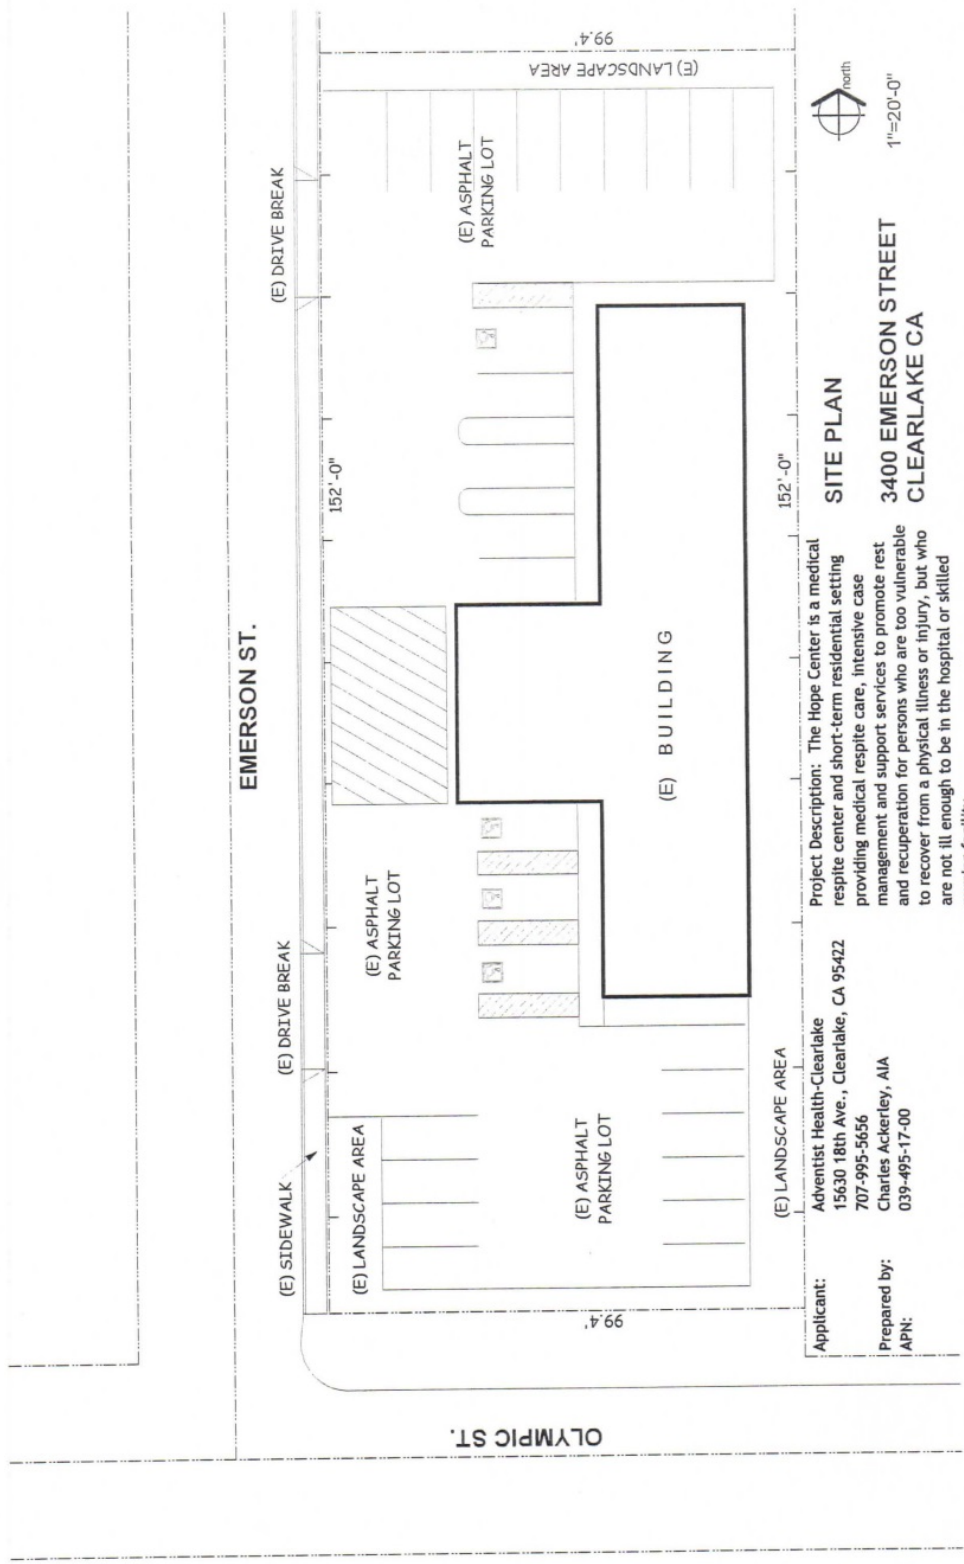 EMERSON ST.
OLYMPIC ST.
(E) SIDEWALK
(E) DRIVE BREAK
(E) DRIVE BREAK
(E) LANDSCAPE AREA
152'-0"
99.4'
99.4'
(E) LANDSCAPE AREA
(E) ASPHALT
PARKING LOT
(E) ASPHALT
PARKING LOT
(E) ASPHALT
PARKING LOT
(E) BUILDING
(E) LANDSCAPE AREA
152'-0"
Applicant:
Adventist Health-Clearlake
15630 18th Ave., Clearlake, CA 95422
707-995-5656
Prepared by:
Charles Ackerley, AIA
APN:
039-495-17-00
Project Description: The Hope Center is a medical
respite center and short-term residential setting
providing medical respite care, intensive case
management and support services to promote rest
and recuperation for persons who are too vulnerable
to recover from a physical illness or injury, but who
are not ill enough to be in the hospital or skilled
SITE PLAN
3400 EMERSON STREET
CLEARLAKE CA
north
1"=20'-0"